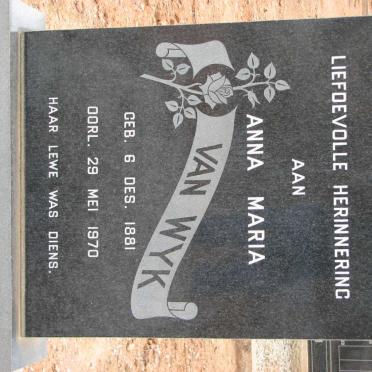 LIEFDEVOLLE HERINNERING
AAN
ANNA MARIA
VAN WYK
GEB. 6 DES. 1881
OORL. 29 MEI 1970
HAAR LEWE WAS DIENS.